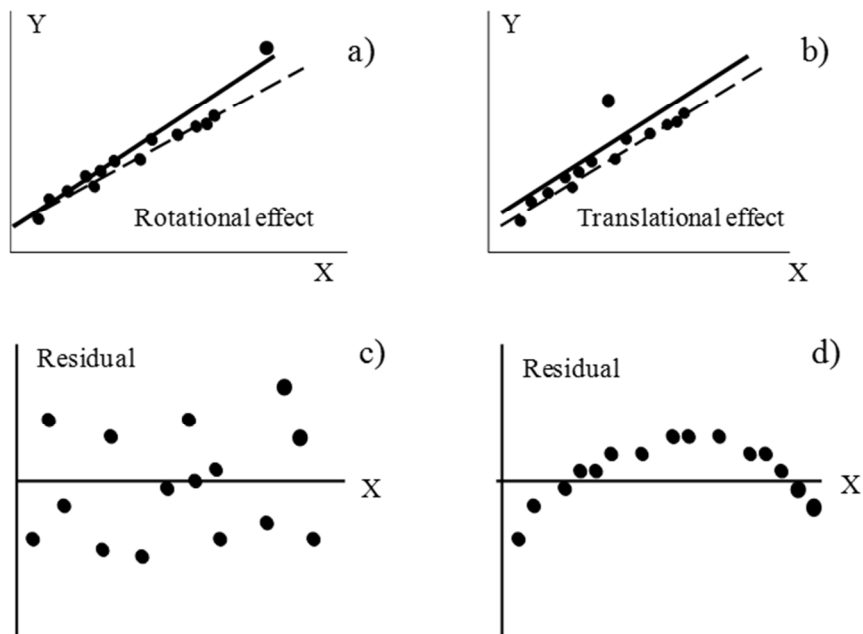 Y
a)
Rotational effect
X
Y
b)
Translational effect
X
Residual
c)
X
Residual
d)
X